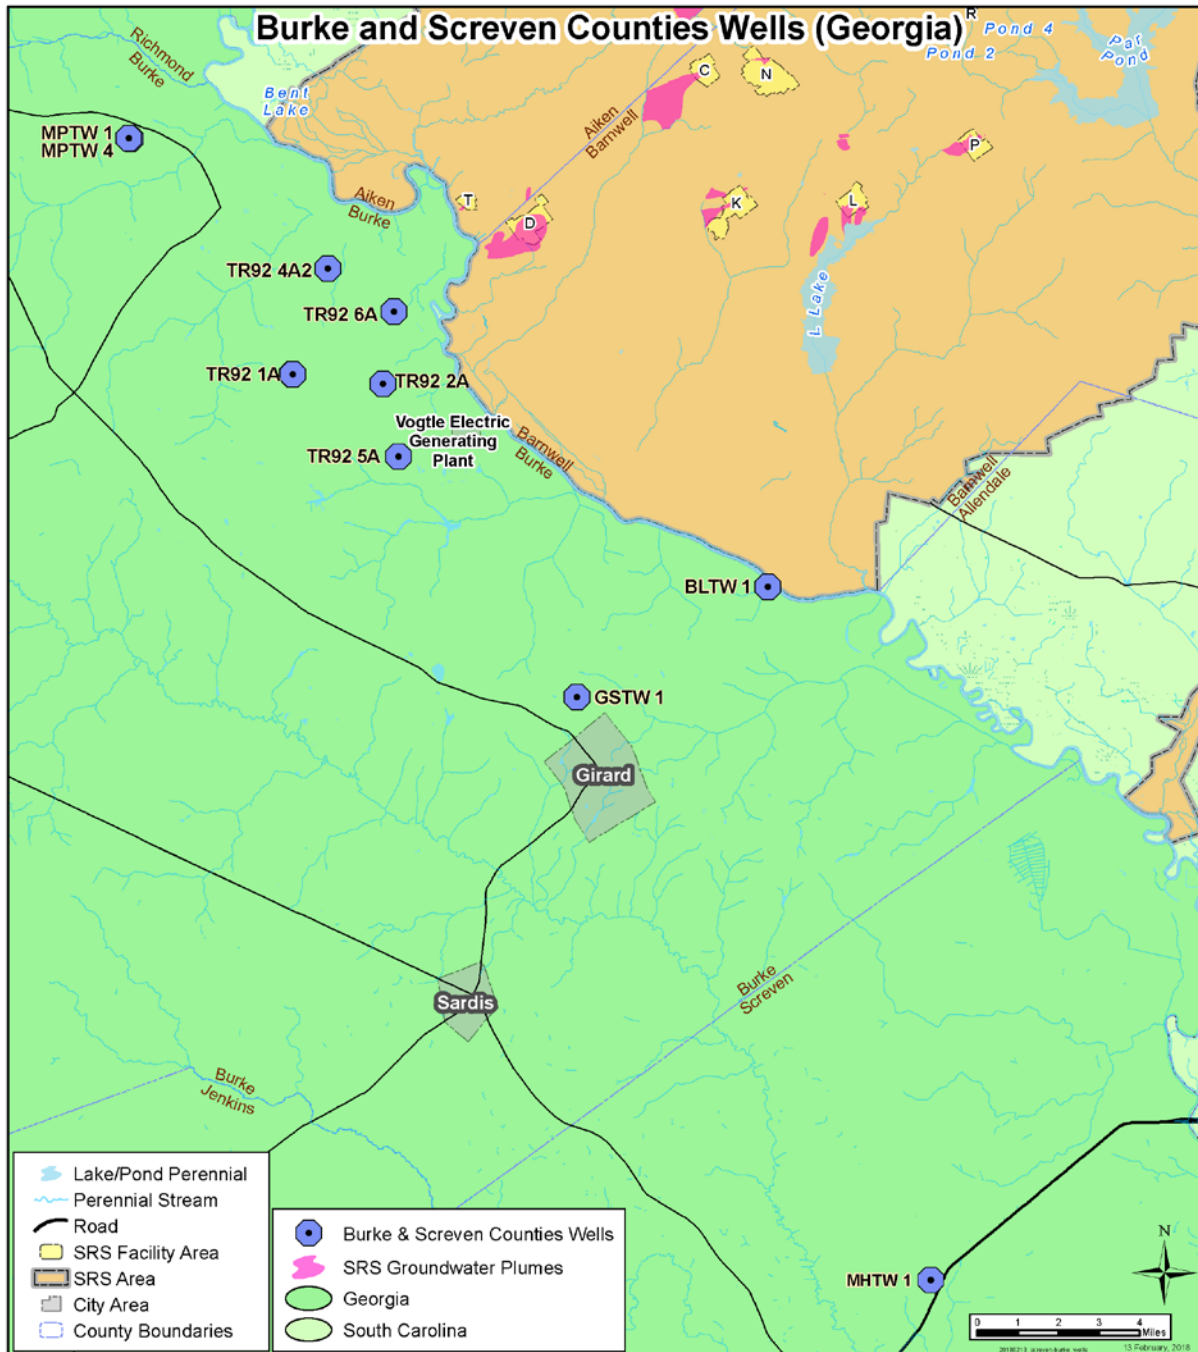 Burke and Screven Counties Wells (Georgia)
R
Pond 4
Pond 2
Par
Pond
Richmond
Burke
Bent
Lake
C
N
Aiken
Barnwell
MPTW 1
MPTW 4
P
Aiken
Burke
T
D
K
L
TR92 4A2
TR92 6A
L Lake
TR92 1A
TR92 2A
Vogtle Electric
Generating
Plant
TR92 5A
Barnwell
Burke
Barnwell
Allendale
BLTW 1
GSTW 1
Girard
Burke
Screven
Sardis
Burke
Jenkins
Lake/Pond Perennial
Perennial Stream
Road
SRS Facility Area
SRS Area
City Area
County Boundaries
Burke & Screven Counties Wells
SRS Groundwater Plumes
Georgia
South Carolina
MHTW 1
N
0 1 2 3 4
Miles
13 February, 2018